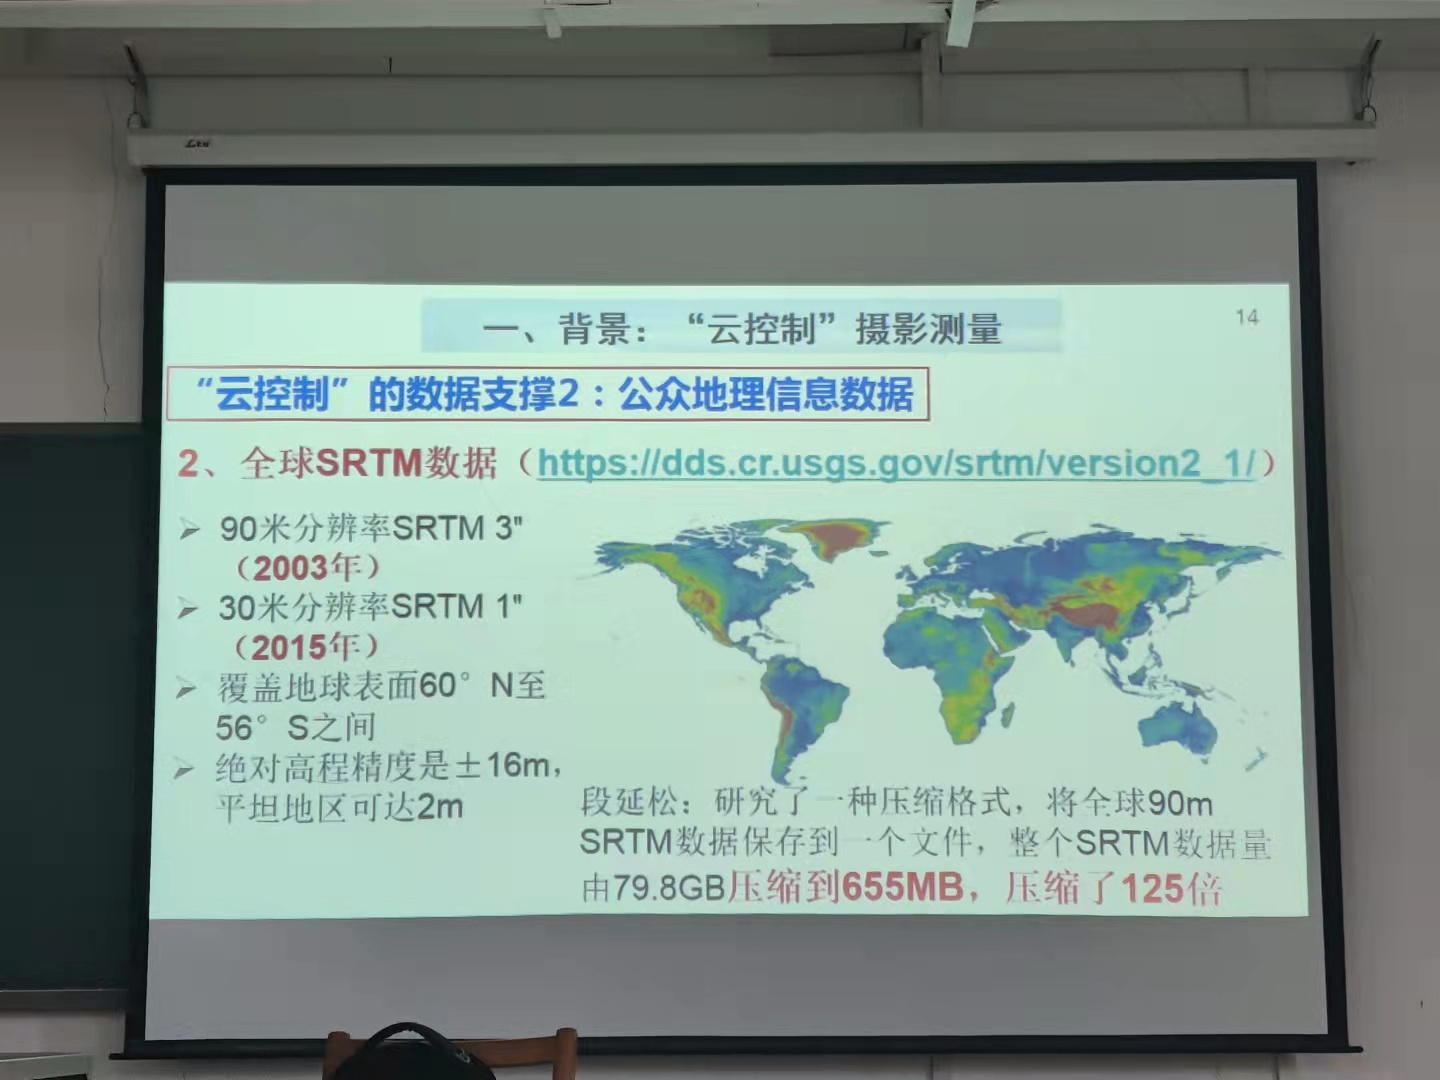 14
一、背景：“云控制”摄影测量
“云控制”的数据支撑2：公众地理信息数据
2、全球SRTM数据（https://dds.cr.usgs.gov/srtm/version2_1/）
➢ 90米分辨率SRTM 3"
（2003年）
➢ 30米分辨率SRTM 1"
（2015年）
➢ 覆盖地球表面60°N至
56°S之间
➢ 绝对高程精度是±16m，
平坦地区可达2m
段延松：研究了一种压缩格式，将全球90m
SRTM数据保存到一个文件，整个SRTM数据量
由79.8GB压缩到655MB，压缩了125倍